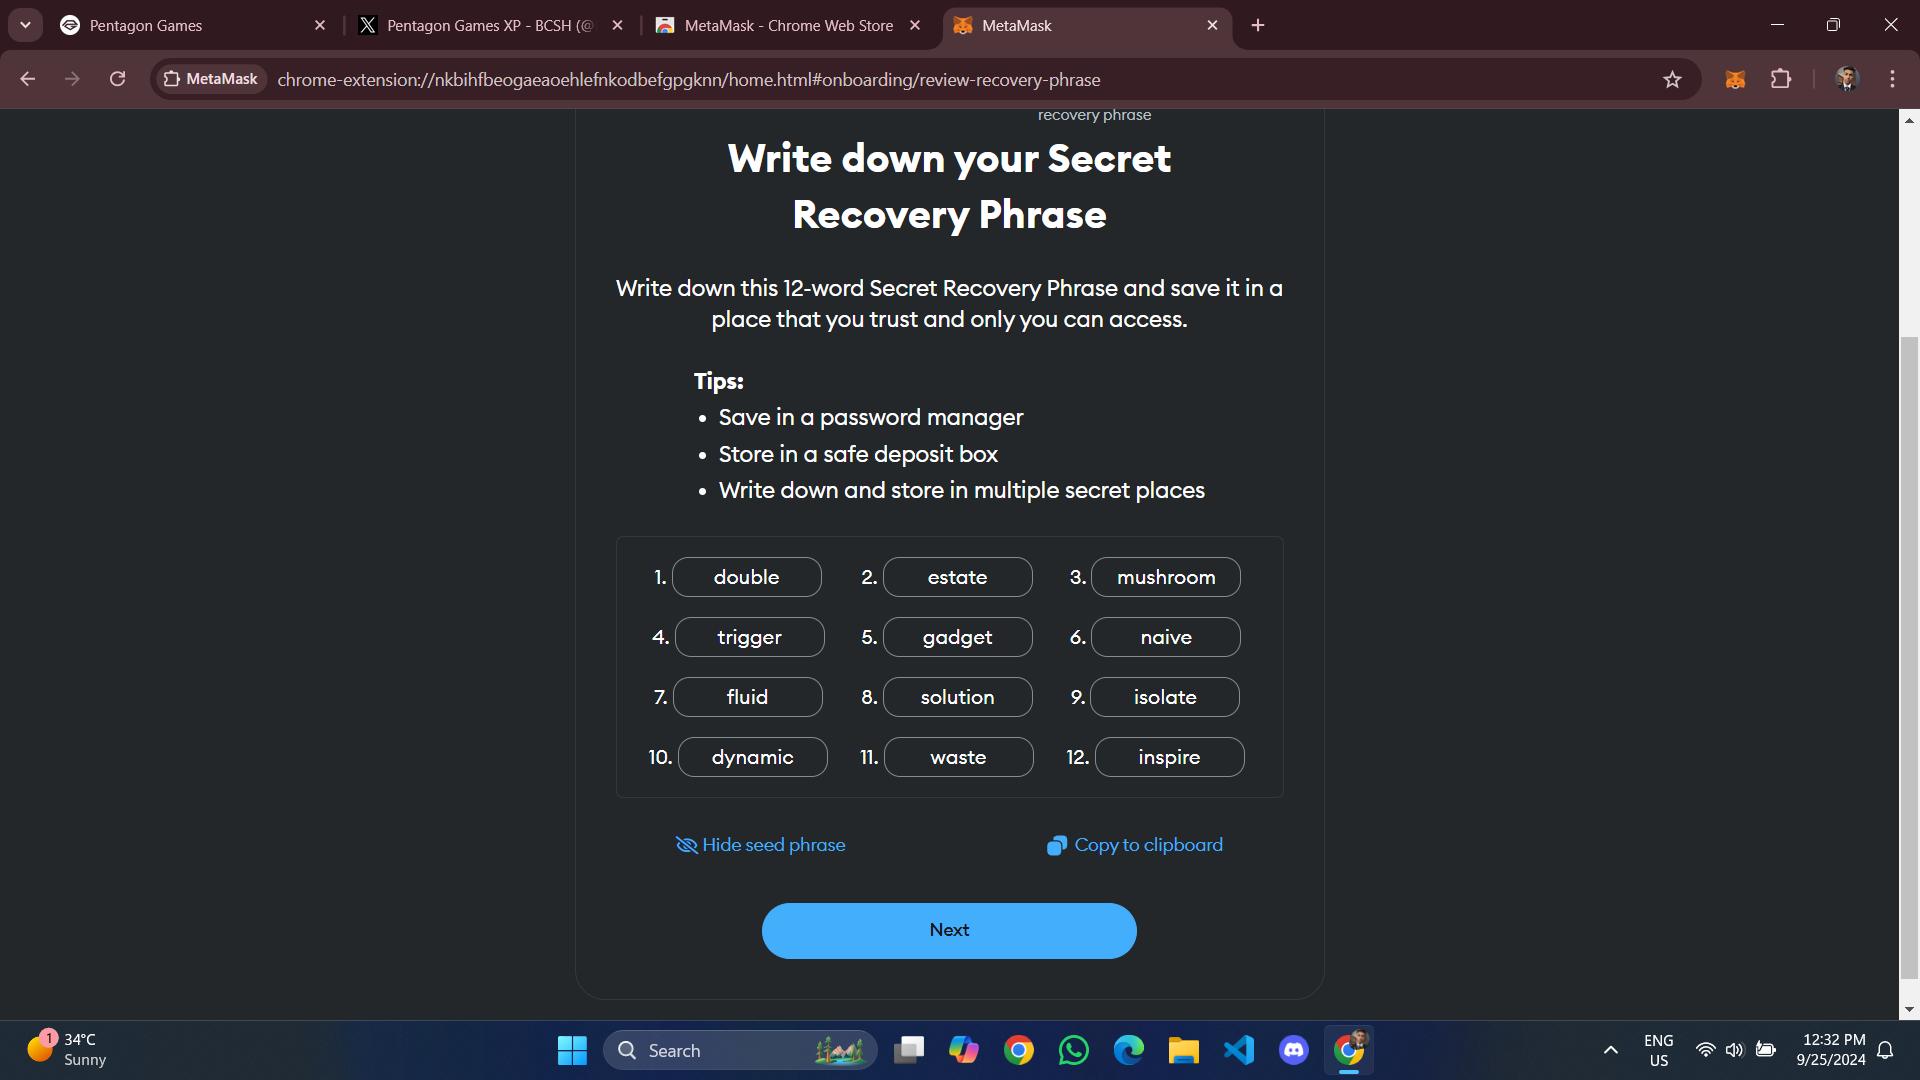 Pentagon Games
Pentagon Games XP - BCSH (@
MetaMask - Chrome Web Store
MetaMask
MetaMask
chrome-extension://nkbihfbeogaeaoehlefnkodbefgpgknn/home.html#onboarding/review-recovery-phrase
recovery phrase
Write down your Secret
Recovery Phrase
Write down this 12-word Secret Recovery Phrase and save it in a
place that you trust and only you can access.
Tips:
• Save in a password manager
• Store in a safe deposit box
• Write down and store in multiple secret places
1. double 2. estate 3. mushroom
4. trigger 5. gadget 6. naive
7. fluid 8. solution 9. isolate
10. dynamic 11. waste 12. inspire
Hide seed phrase Copy to clipboard
Next
1
34°C
Sunny
Search
ENG
US
12:32 PM
9/25/2024